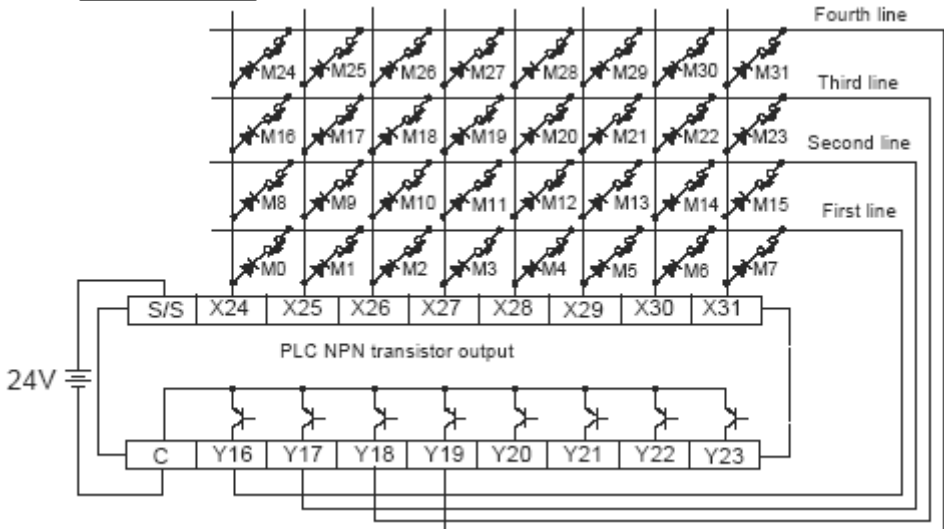 Fourth line
M24 M25 M26 M27 M28 M29 M30 M31
Third line
M16 M17 M18 M19 M20 M21 M22 M23
Second line
M8 M9 M10 M11 M12 M13 M14 M15
First line
M0 M1 M2 M3 M4 M5 M6 M7
S/S X24 X25 X26 X27 X28 X29 X30 X31
PLC NPN transistor output
24V
C Y16 Y17 Y18 Y19 Y20 Y21 Y22 Y23